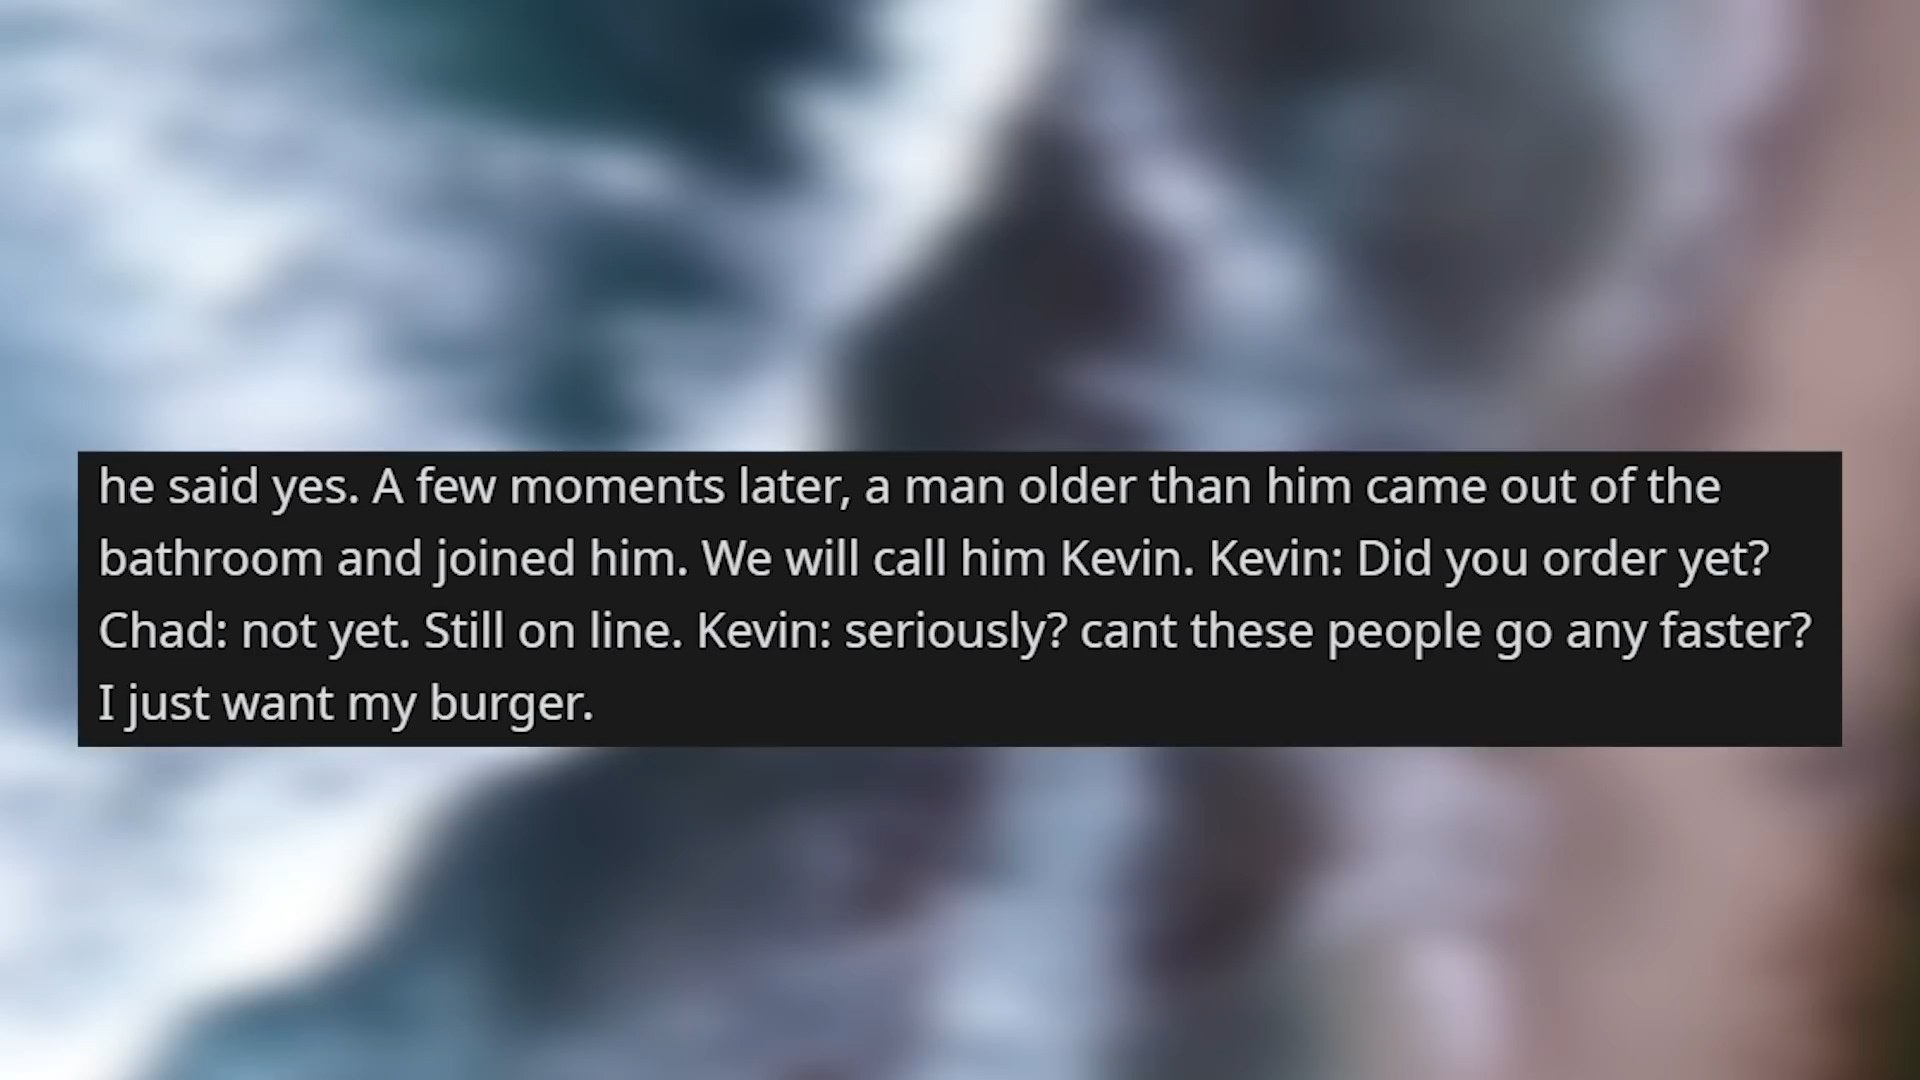 he said yes. A few moments later, a man older than him came out of the
bathroom and joined him. We will call him Kevin. Kevin: Did you order yet?
Chad: not yet. Still on line. Kevin: seriously? cant these people go any faster?
I just want my burger.